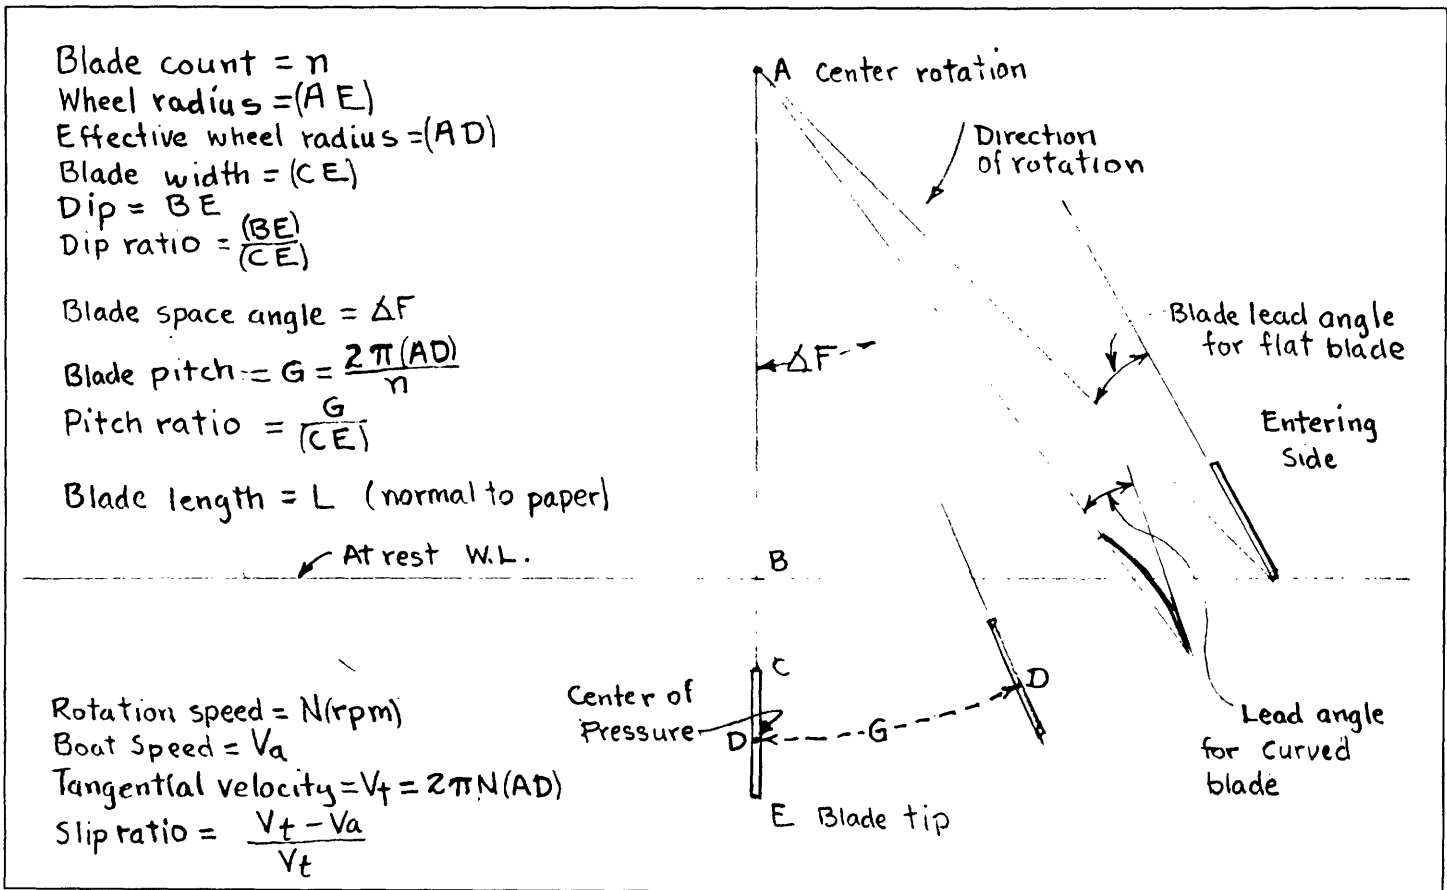 Blade count = n
Wheel radius = (A E)
Effective wheel radius = (AD)
Blade width = (CE)
Dip = BE
Dip ratio = (BE)/(CE)
Blade space angle = ∆F
Blade pitch = G = 2π(AD)/n
Pitch ratio = G/(CE)
Blade length = L (normal to paper)
At rest W.L.
Rotation speed = N(rpm)
Boat Speed = Va
Tangential velocity = Vt = 2πN(AD)
Slip ratio = Vt - Va/Vt
A center rotation
Direction
of rotation
∆F
Blade lead angle
for flat blade
Entering
Side
B
C
Center of
Pressure
D
G
D
E Blade tip
Lead angle
for curved
blade